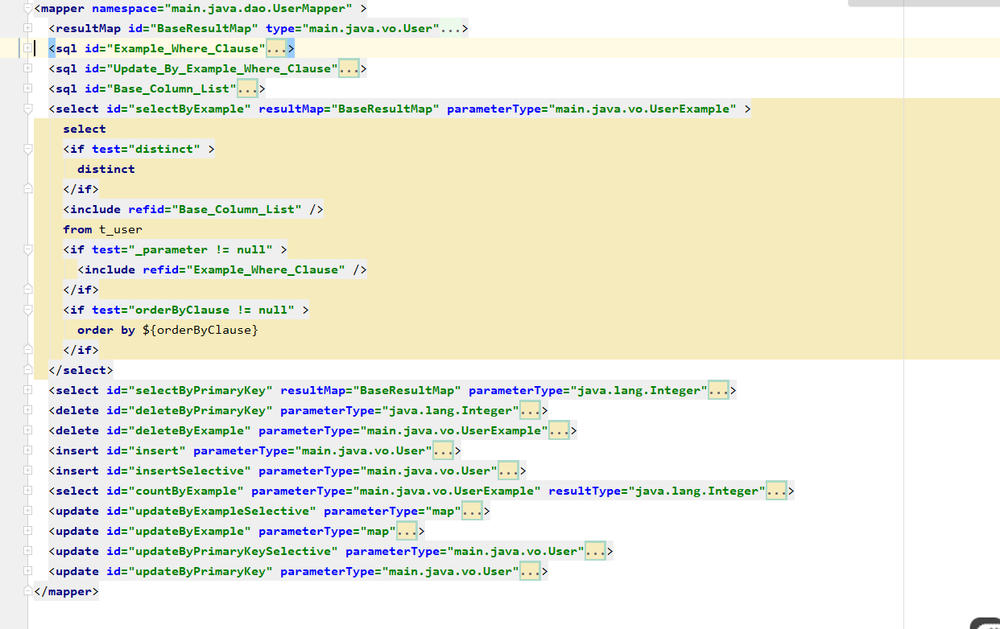 <mapper namespace="main.java.dao.UserMapper" >
<resultMap id="BaseResultMap" type="main.java.vo.User"...>
<sql id="Example_Where_Clause"...>
<sql id="Update_By_Example_Where_Clause"...>
<sql id="Base_Column_List"...>
<select id="selectByExample" resultMap="BaseResultMap" parameterType="main.java.vo.UserExample" >
select
<if test="distinct" >
distinct
</if>
<include refid="Base_Column_List" />
from t_user
<if test="_parameter != null" >
<include refid="Example_Where_Clause" />
</if>
<if test="orderByClause != null" >
order by ${orderByClause}
</if>
</select>
<select id="selectByPrimaryKey" resultMap="BaseResultMap" parameterType="java.lang.Integer"...>
<delete id="deleteByPrimaryKey" parameterType="java.lang.Integer"...>
<delete id="deleteByExample" parameterType="main.java.vo.UserExample"...>
<insert id="insert" parameterType="main.java.vo.User"...>
<insert id="insertSelective" parameterType="main.java.vo.User"...>
<select id="countByExample" parameterType="main.java.vo.UserExample" resultType="java.lang.Integer"...>
<update id="updateByExampleSelective" parameterType="map"...>
<update id="updateByExample" parameterType="map"...>
<update id="updateByPrimaryKeySelective" parameterType="main.java.vo.User"...>
<update id="updateByPrimaryKey" parameterType="main.java.vo.User"...>
</mapper>